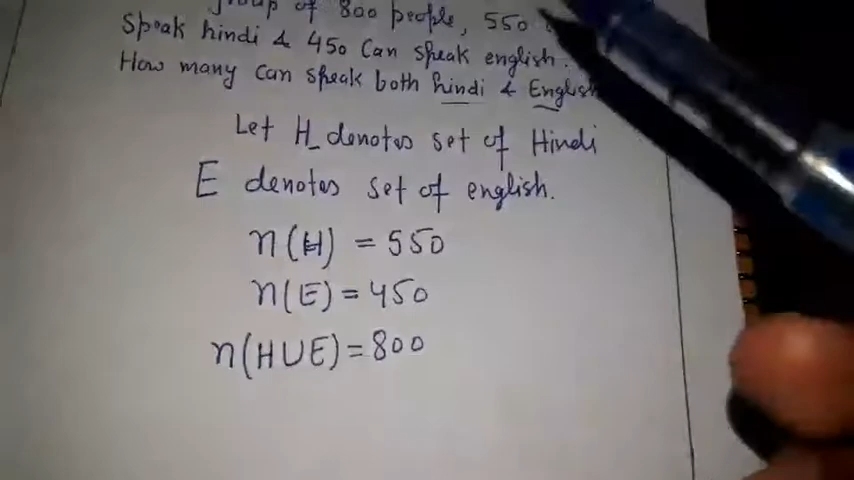 group of 800 people, 550
Speak hindi & 450 Can speak english.
How many can speak both hindi & English
Let H denotes set of Hindi
E denotes set of english.
n(H) = 550
n(E) = 450
n(HUE) = 800